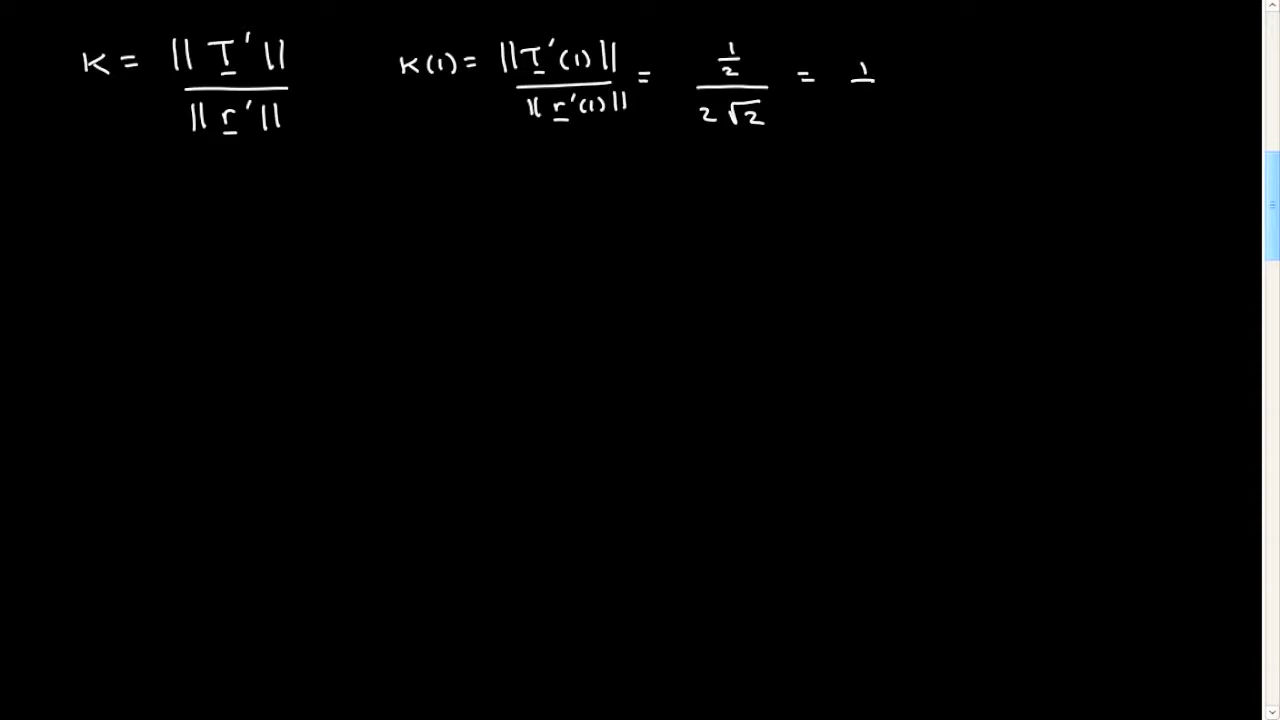 K = || T' || / || r' ||    K(1) = || T'(1) || / || r'(1) || = 1/2 / 2√2 = 1/